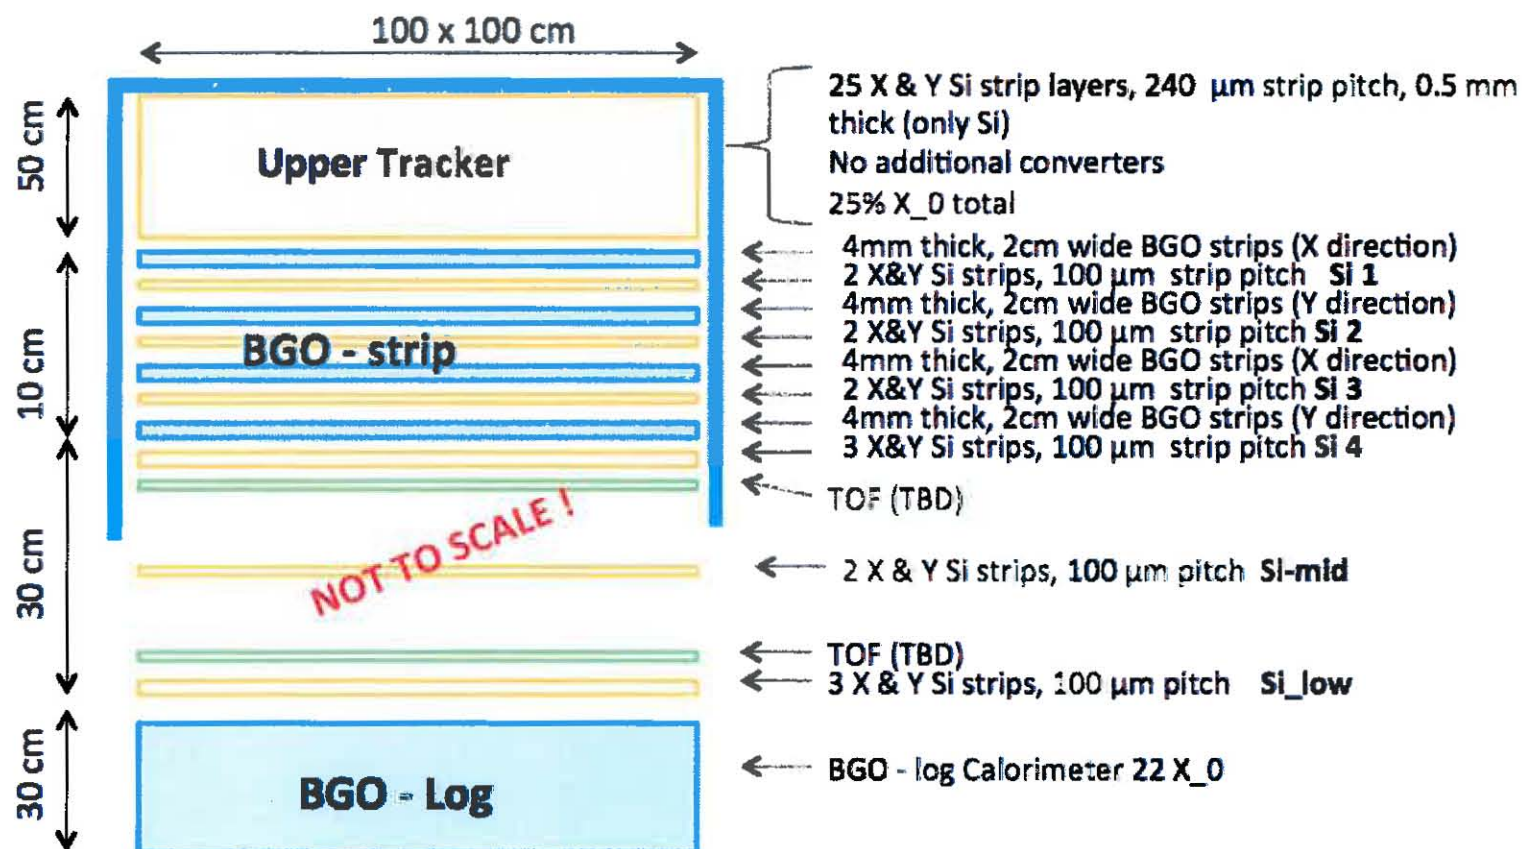 100 x 100 cm
50 cm
10 cm
30 cm
30 cm
Upper Tracker
BGO - strip
NOT TO SCALE !
BGO - Log
25 X & Y Si strip layers, 240 μm strip pitch, 0.5 mm
thick (only Si)
No additional converters
25% X_0 total
4mm thick, 2cm wide BGO strips (X direction)
2 X&Y Si strips, 100 μm strip pitch Si 1
4mm thick, 2cm wide BGO strips (Y direction)
2 X&Y Si strips, 100 μm strip pitch Si 2
4mm thick, 2cm wide BGO strips (X direction)
2 X&Y Si strips, 100 μm strip pitch Si 3
4mm thick, 2cm wide BGO strips (Y direction)
3 X&Y Si strips, 100 μm strip pitch Si 4
TOF (TBD)
2 X & Y Si strips, 100 μm pitch Si-mid
TOF (TBD)
3 X & Y Si strips, 100 μm pitch Si_low
BGO - log Calorimeter 22 X_0